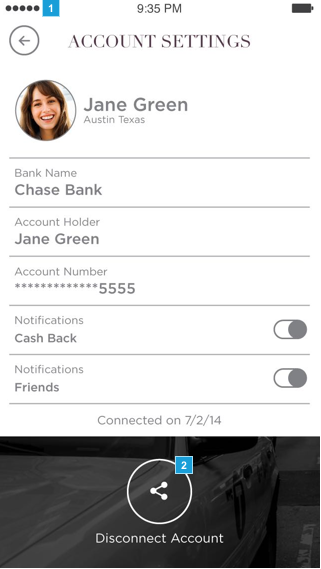 1
9:35 PM
ACCOUNT SETTINGS
Jane Green
Austin Texas
Bank Name
Chase Bank
Account Holder
Jane Green
Account Number
*************5555
Notifications
Cash Back
Notifications
Friends
Connected on 7/2/14
2
Disconnect Account